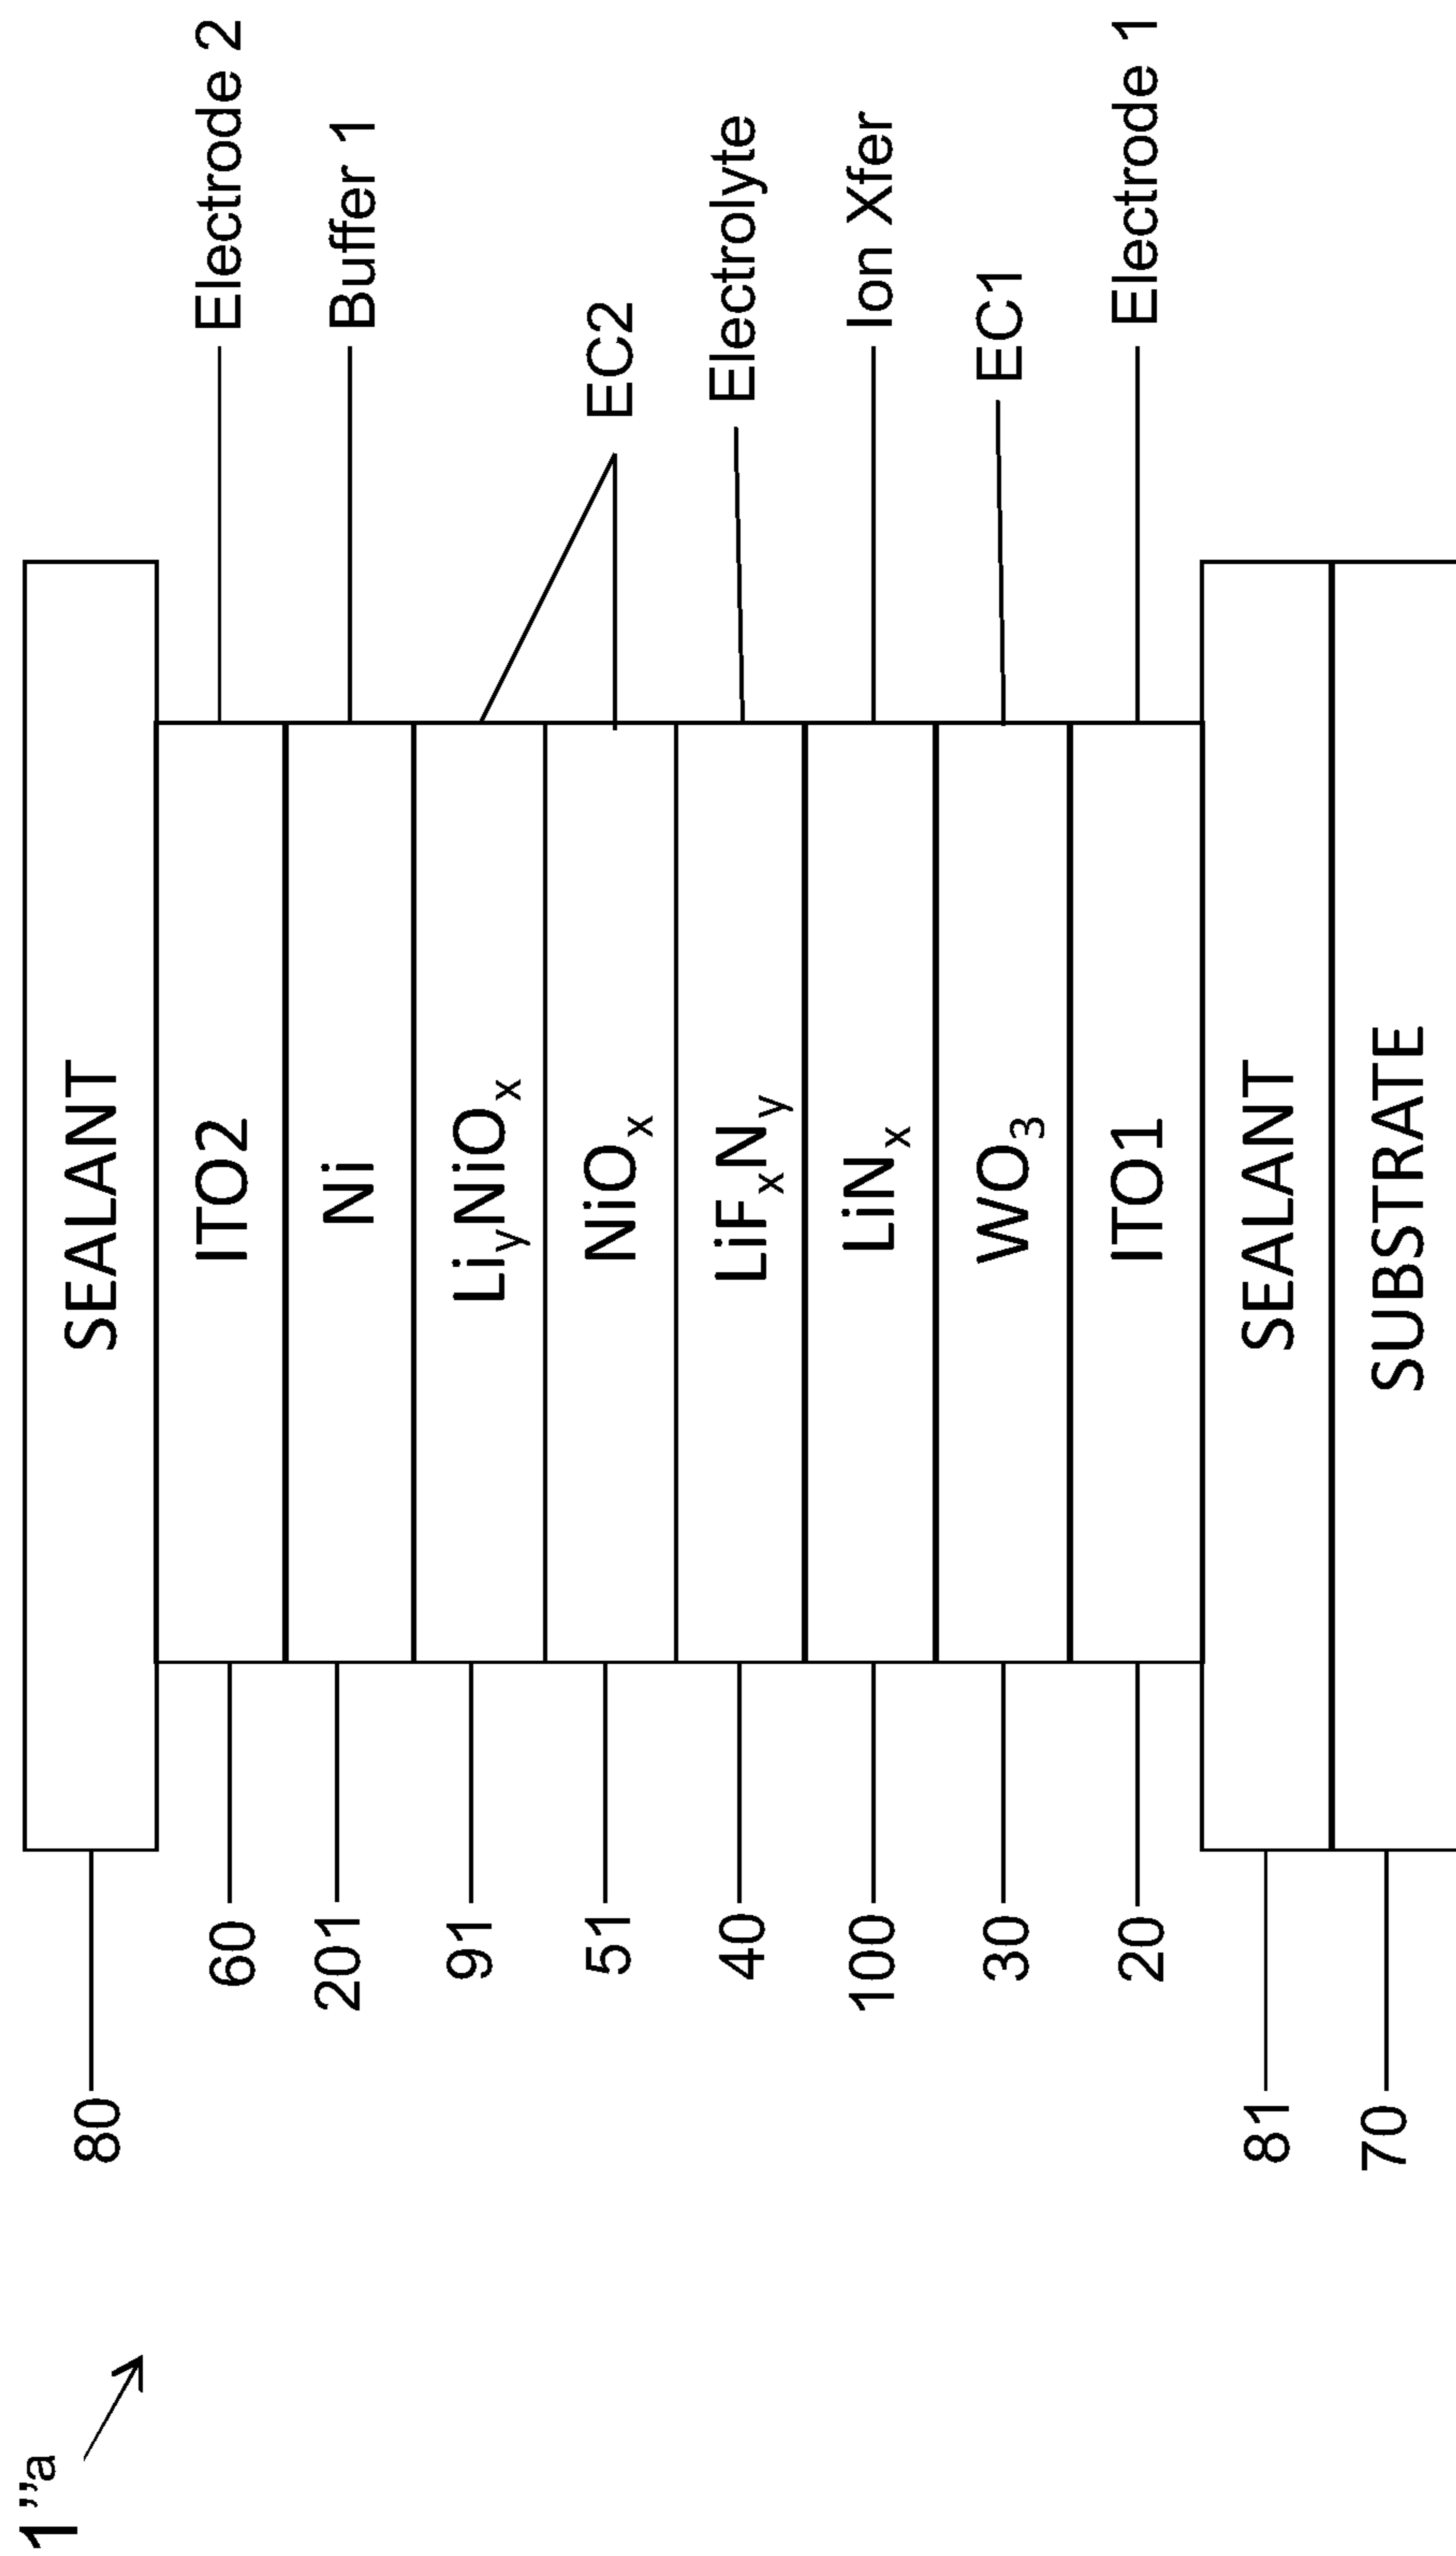 1”a
80 SEALANT
60 ITO2 Electrode 2
201 Ni Buffer 1
91 LiyNiOx
EC2
51 NiOx
40 LiFxNy Electrolyte
100 LiNx Ion Xfer
30 WO3 EC1
20 ITO1 Electrode 1
81 SEALANT
70 SUBSTRATE